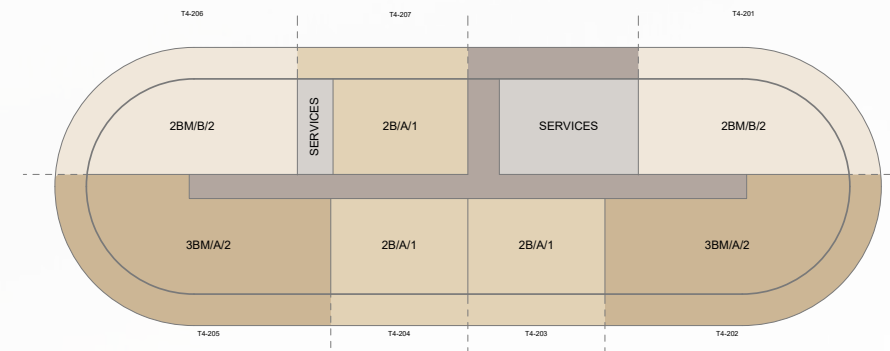 T4-206
T4-207
T4-201
2BM/B/2
SERVICES
2B/A/1
SERVICES
2BM/B/2
3BM/A/2
2B/A/1
2B/A/1
3BM/A/2
T4-205
T4-204
T4-203
T4-202